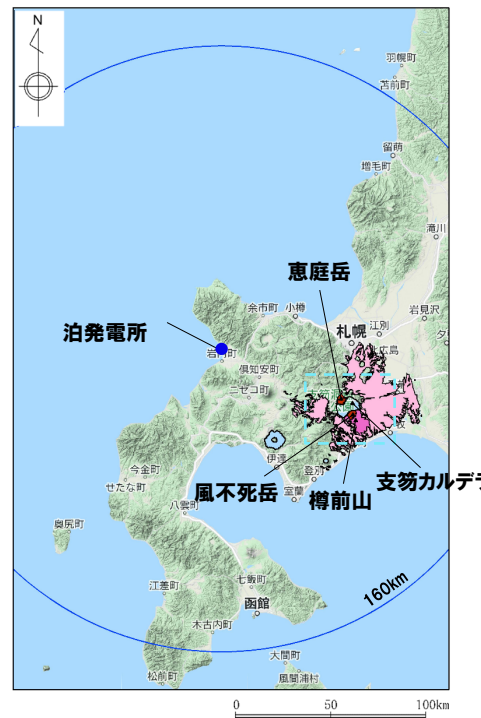 N
羽幌町
苫前町
留萌
増毛町
滝川
恵庭岳
余市町
小樽
岩見沢
札幌
江別
夕
泊発電所
北広島
岩内町
倶知安町
ニセコ町
伊達
登別
支笏カルデラ
風不死岳
樽前山
室蘭
今金町
せたな町
八雲町
奥尻町
160km
江差町
七飯町
函館
木古内町
松前町
大間町
風間浦村
0
50
100km